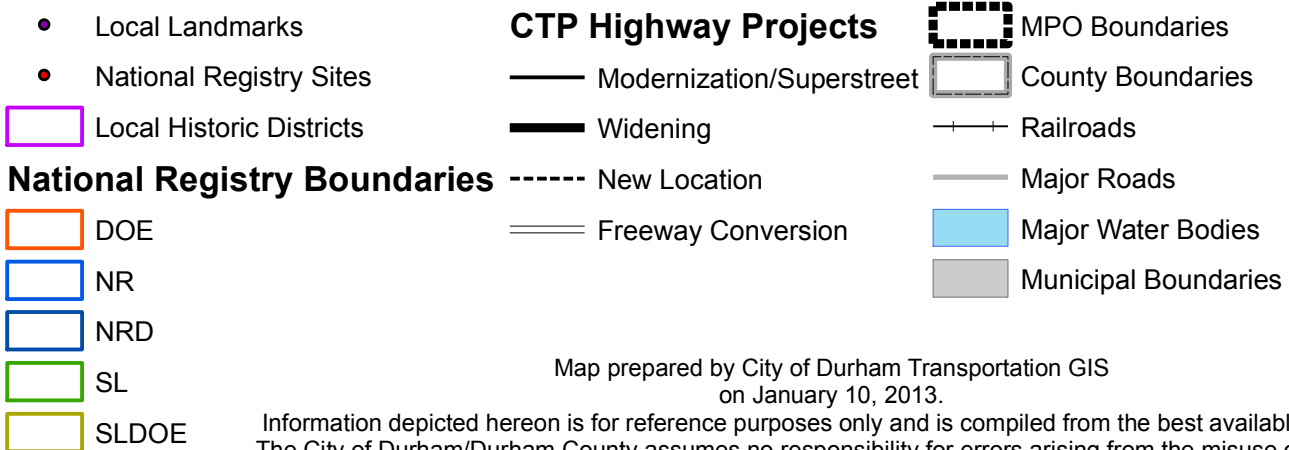 Local Landmarks
National Registry Sites
Local Historic Districts
National Registry Boundaries
DOE
NR
NRD
SL
SLDOE
CTP Highway Projects
Modernization/Superstreet
Widening
New Location
Freeway Conversion
MPO Boundaries
County Boundaries
Railroads
Major Roads
Major Water Bodies
Municipal Boundaries
Map prepared by City of Durham Transportation GIS
on January 10, 2013.
Information depicted hereon is for reference purposes only and is compiled from the best availabl
The City of Durham/Durham County assumes no responsibility for errors arising from the misuse